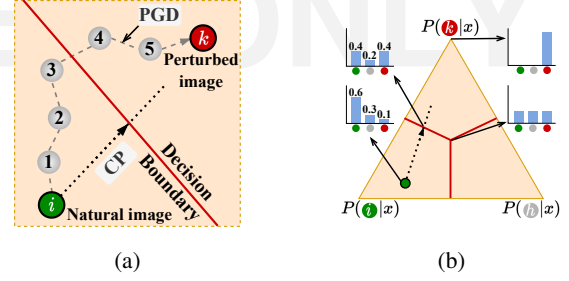 PGD
4
5
k
Perturbed
image
3
2
1
CP
Decision
Boundary
i
Natural image
(a)
P(k|x)
0.4
0.2
0.4
0.6
0.3
0.1
P(i|x)
P(h|x)
(b)